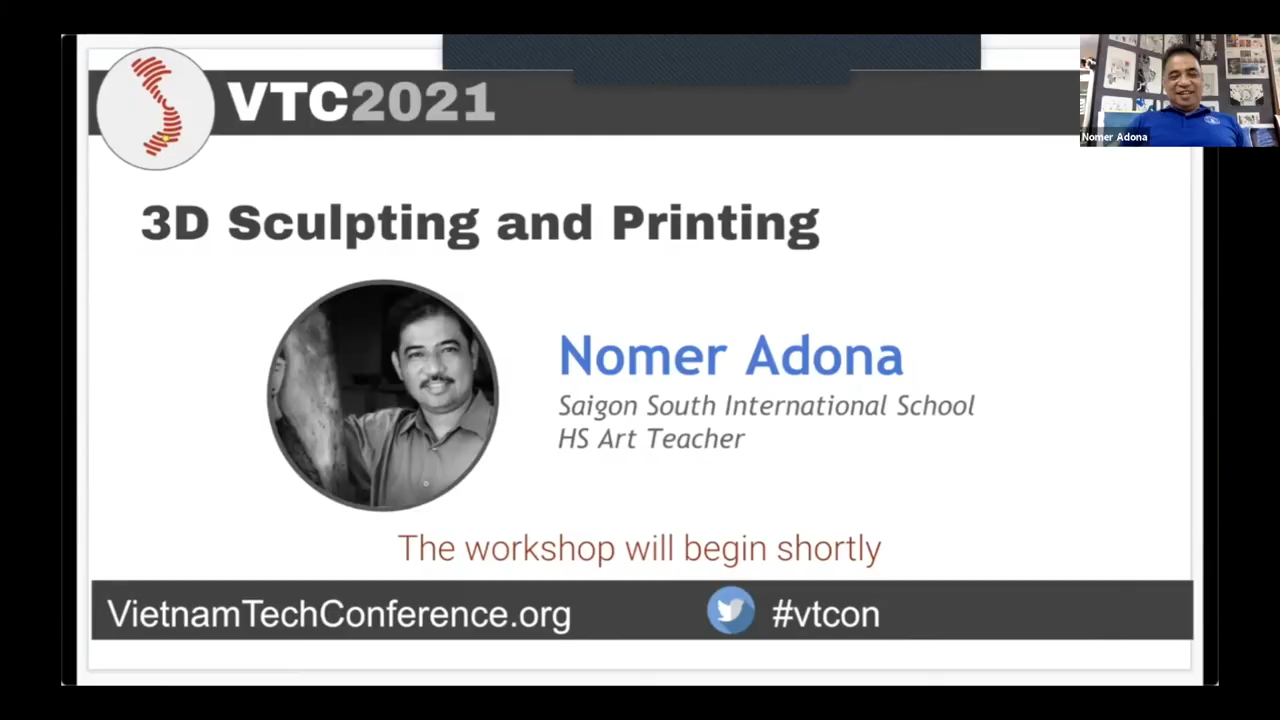 VTC2021
Nomer Adona
3D Sculpting and Printing
Nomer Adona
Saigon South International School
HS Art Teacher
The workshop will begin shortly
VietnamTechConference.org
#vtcon